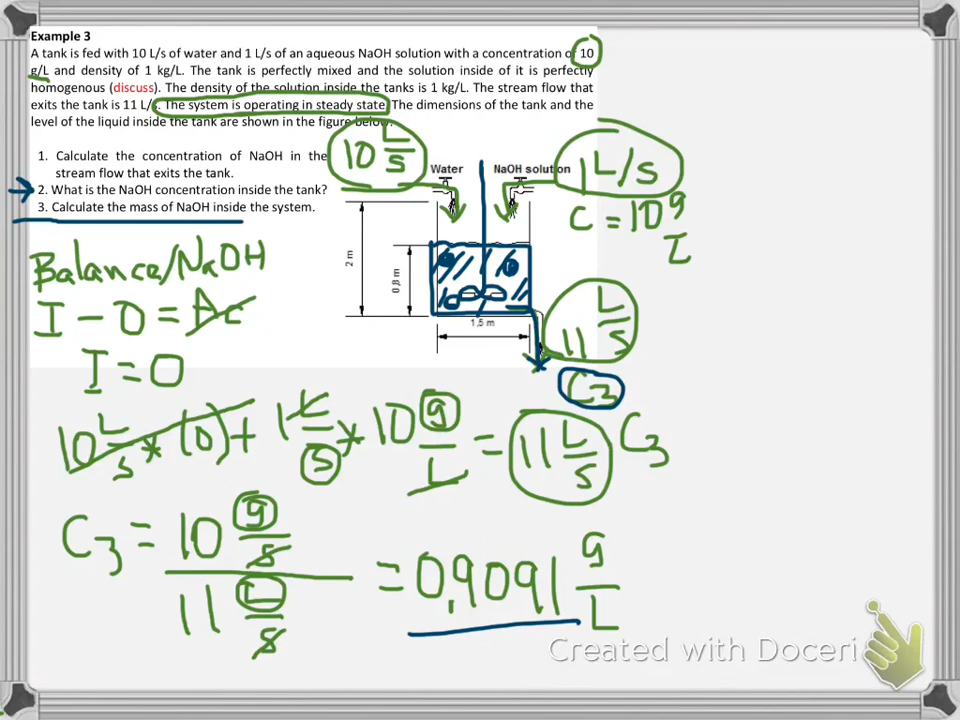 Example 3
A tank is fed with 10 L/s of water and 1 L/s of an aqueous NaOH solution with a concentration of 10
g/L and density of 1 kg/L. The tank is perfectly mixed and the solution inside of it is perfectly
homogenous (discuss). The density of the solution inside the tanks is 1 kg/L. The stream flow that
exits the tank is 11 L/s. The system is operating in steady state. The dimensions of the tank and the
level of the liquid inside the tank are shown in the figure below.
1. Calculate the concentration of NaOH in the
stream flow that exits the tank.
2. What is the NaOH concentration inside the tank?
3. Calculate the mass of NaOH inside the system.
10 L/s
Water
NaOH solution
1 L/s
C = 10 g/L
2 m
0,8 m
1,5 m
11 L/s
C3
Balance/NaOH
I - O = Ac
I = O
10 L/s * (0) + 1 L/s * 10 g/L = 11 L/s C3
C3 = 10 g/s / 11 L/s = 0,9091 g/L
Created with Doceri